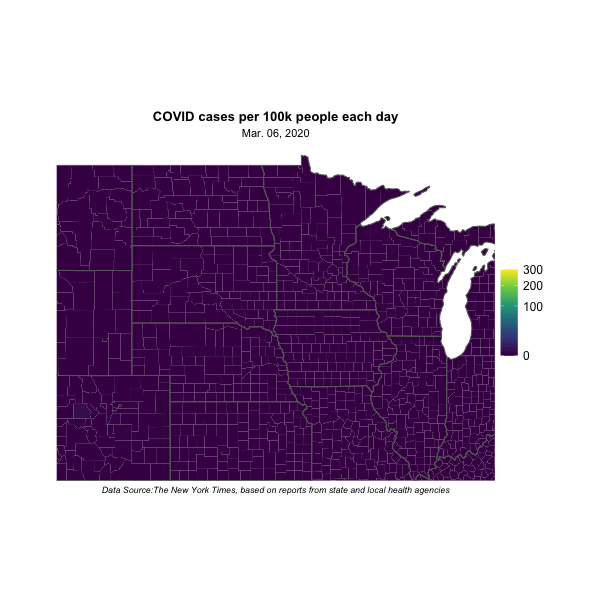 COVID cases per 100k people each day
Mar. 06, 2020
300
200
100
0
Data Source:The New York Times, based on reports from state and local health agencies